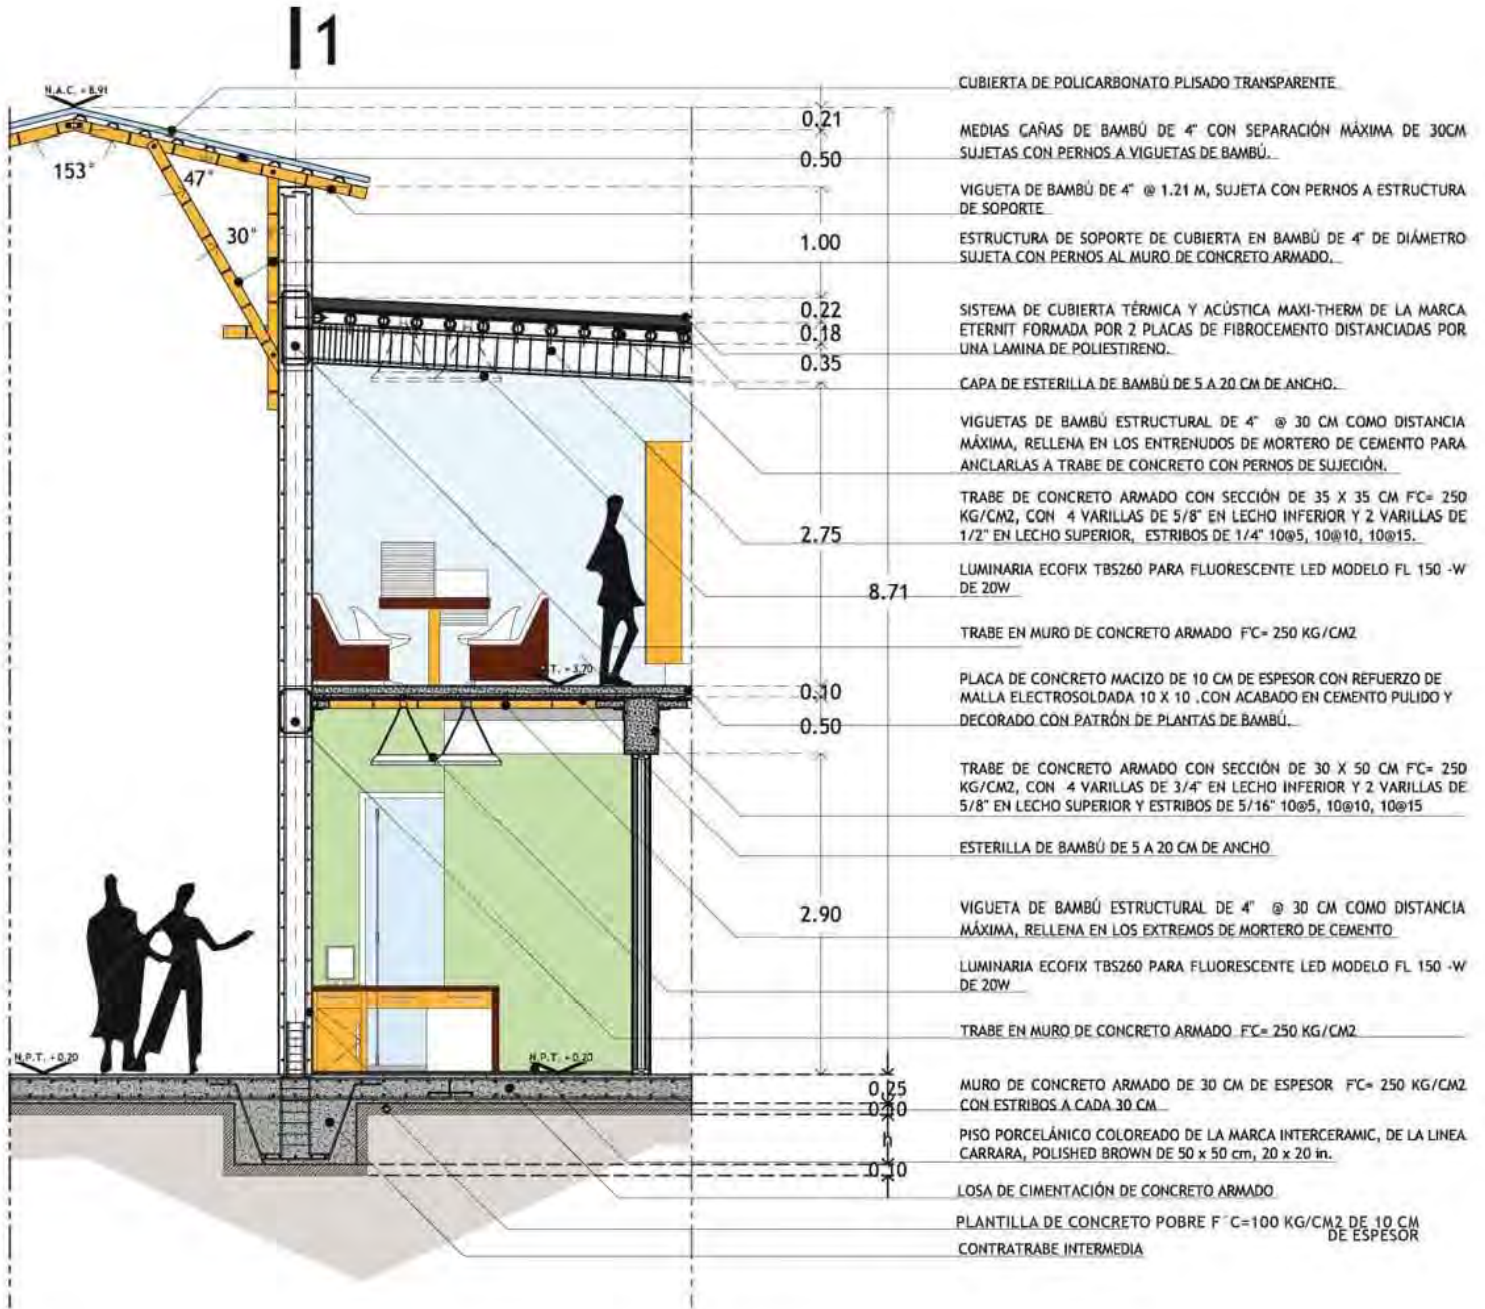 1
N.A.C. + 8.91
153°
47°
30°
0.21
0.50
1.00
0.22
0.18
0.35
2.75
8.71
0.10
0.50
2.90
0.25
0.10
h
0.10
T. + 3.70
N.P.T. + 0.20
N.P.T. + 0.20
CUBIERTA DE POLICARBONATO PLISADO TRANSPARENTE
MEDIAS CAÑAS DE BAMBÚ DE 4" CON SEPARACIÓN MÁXIMA DE 30CM
SUJETAS CON PERNOS A VIGUETAS DE BAMBÚ.
VIGUETA DE BAMBÚ DE 4" @ 1.21 M, SUJETA CON PERNOS A ESTRUCTURA
DE SOPORTE
ESTRUCTURA DE SOPORTE DE CUBIERTA EN BAMBÚ DE 4" DE DIÁMETRO
SUJETA CON PERNOS AL MURO DE CONCRETO ARMADO.
SISTEMA DE CUBIERTA TÉRMICA Y ACÚSTICA MAXI-THERM DE LA MARCA
ETERNIT FORMADA POR 2 PLACAS DE FIBROCEMENTO DISTANCIADAS POR
UNA LAMINA DE POLIESTIRENO.
CAPA DE ESTERILLA DE BAMBÚ DE 5 A 20 CM DE ANCHO.
VIGUETAS DE BAMBÚ ESTRUCTURAL DE 4" @ 30 CM COMO DISTANCIA
MÁXIMA, RELLENA EN LOS ENTRENUDOS DE MORTERO DE CEMENTO PARA
ANCLARLAS A TRABE DE CONCRETO CON PERNOS DE SUJECIÓN.
TRABE DE CONCRETO ARMADO CON SECCIÓN DE 35 X 35 CM F'C= 250
KG/CM2, CON 4 VARILLAS DE 5/8" EN LECHO INFERIOR Y 2 VARILLAS DE
1/2" EN LECHO SUPERIOR, ESTRIBOS DE 1/4" 10@5, 10@10, 10@15.
LUMINARIA ECOFIX TBS260 PARA FLUORESCENTE LED MODELO FL 150 -W
DE 20W
TRABE EN MURO DE CONCRETO ARMADO F'C= 250 KG/CM2
PLACA DE CONCRETO MACIZO DE 10 CM DE ESPESOR CON REFUERZO DE
MALLA ELECTROSOLDADA 10 X 10 .CON ACABADO EN CEMENTO PULIDO Y
DECORADO CON PATRÓN DE PLANTAS DE BAMBÚ.
TRABE DE CONCRETO ARMADO CON SECCIÓN DE 30 X 50 CM F'C= 250
KG/CM2, CON 4 VARILLAS DE 3/4" EN LECHO INFERIOR Y 2 VARILLAS DE
5/8" EN LECHO SUPERIOR Y ESTRIBOS DE 5/16" 10@5, 10@10, 10@15
ESTERILLA DE BAMBÚ DE 5 A 20 CM DE ANCHO
VIGUETA DE BAMBÚ ESTRUCTURAL DE 4" @ 30 CM COMO DISTANCIA
MÁXIMA, RELLENA EN LOS EXTREMOS DE MORTERO DE CEMENTO
LUMINARIA ECOFIX TBS260 PARA FLUORESCENTE LED MODELO FL 150 -W
DE 20W
TRABE EN MURO DE CONCRETO ARMADO F'C= 250 KG/CM2
MURO DE CONCRETO ARMADO DE 30 CM DE ESPESOR F'C= 250 KG/CM2
CON ESTRIBOS A CADA 30 CM
PISO PORCELÁNICO COLOREADO DE LA MARCA INTERCERAMIC, DE LA LINEA
CARRARA, POLISHED BROWN DE 50 x 50 cm, 20 x 20 in.
LOSA DE CIMENTACIÓN DE CONCRETO ARMADO
PLANTILLA DE CONCRETO POBRE F´C=100 KG/CM2 DE 10 CM
DE ESPESOR
CONTRATRABE INTERMEDIA